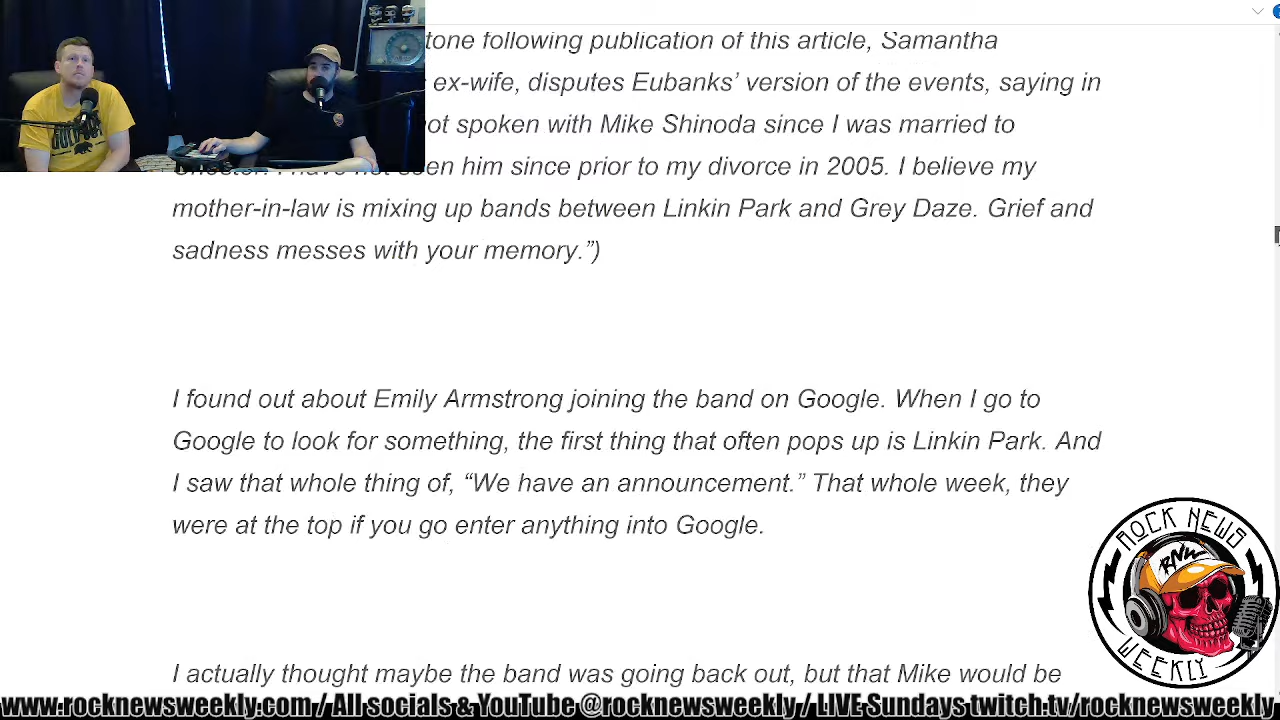 tone following publication of this article, Samantha
ex-wife, disputes Eubanks’ version of the events, saying in
ot spoken with Mike Shinoda since I was married to
en him since prior to my divorce in 2005. I believe my
mother-in-law is mixing up bands between Linkin Park and Grey Daze. Grief and
sadness messes with your memory.”)
I found out about Emily Armstrong joining the band on Google. When I go to
Google to look for something, the first thing that often pops up is Linkin Park. And
I saw that whole thing of, “We have an announcement.” That whole week, they
were at the top if you go enter anything into Google.
I actually thought maybe the band was going back out, but that Mike would be
ROCK NEWS
RNW
WEEKLY
www.rocknewsweekly.com / All socials & YouTube @rocknewsweekly / LIVE Sundays twitch.tv/rocknewsweekly